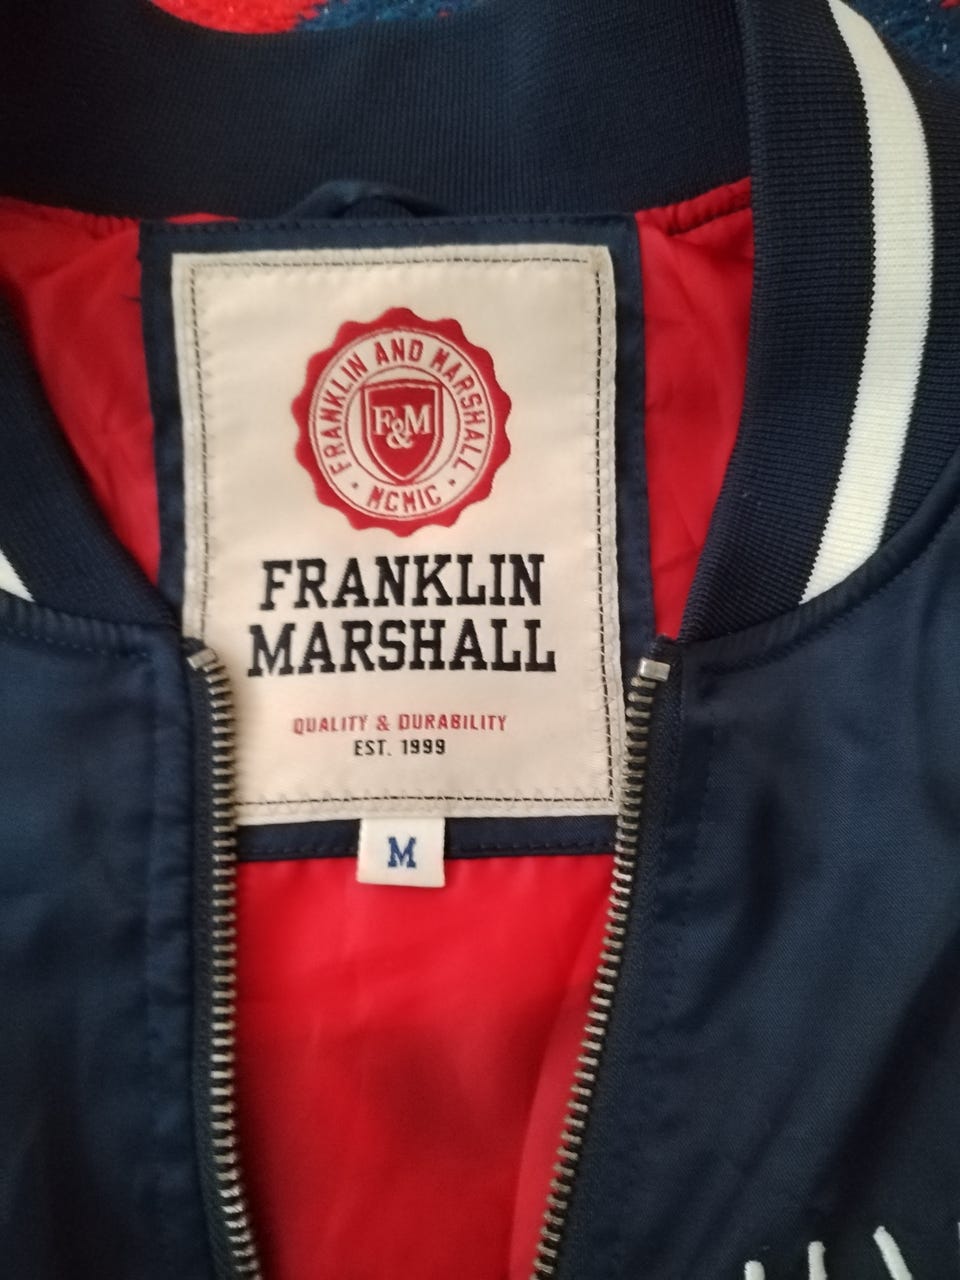 FRANKLIN AND MARSHALL
F&M
MCMIC
FRANKLIN
MARSHALL
QUALITY & DURABILITY
EST. 1999
M